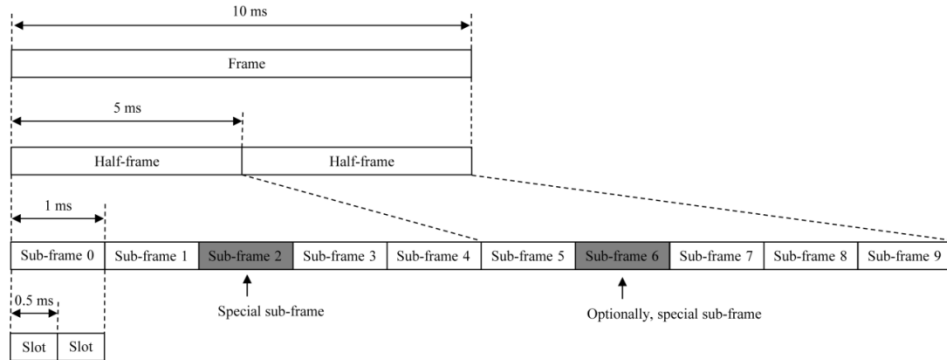 10 ms
Frame
5 ms
Half-frame Half-frame
1 ms
Sub-frame 0 Sub-frame 1 Sub-frame 2 Sub-frame 3 Sub-frame 4 Sub-frame 5 Sub-frame 6 Sub-frame 7 Sub-frame 8 Sub-frame 9
0.5 ms
Special sub-frame Optionally, special sub-frame
Slot Slot